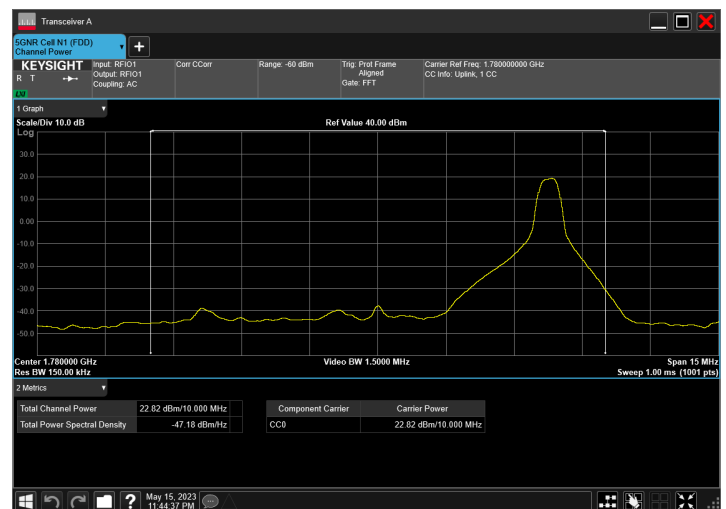 Transceiver A
5GNR Cell N1 (FDD)
Channel Power
+
KEYSIGHT
R T
LXI
Input: RFIO1
Output: RFIO1
Coupling: AC
Corr CCorr
Range: -60 dBm
Trig: Prot Frame
Aligned
Gate: FFT
Carrier Ref Freq: 1.780000000 GHz
CC Info: Uplink, 1 CC
1 Graph
Scale/Div 10.0 dB
Ref Value 40.00 dBm
Log
30.0
20.0
10.0
0.00
-10.0
-20.0
-30.0
-40.0
-50.0
Center 1.780000 GHz
Video BW 1.5000 MHz
Span 15 MHz
Res BW 150.00 kHz
Sweep 1.00 ms (1001 pts)
2 Metrics
Total Channel Power 22.82 dBm/10.000 MHz
Total Power Spectral Density -47.18 dBm/Hz
Component Carrier Carrier Power
CC0 22.82 dBm/10.000 MHz
?
May 15, 2023
11:44:37 PM